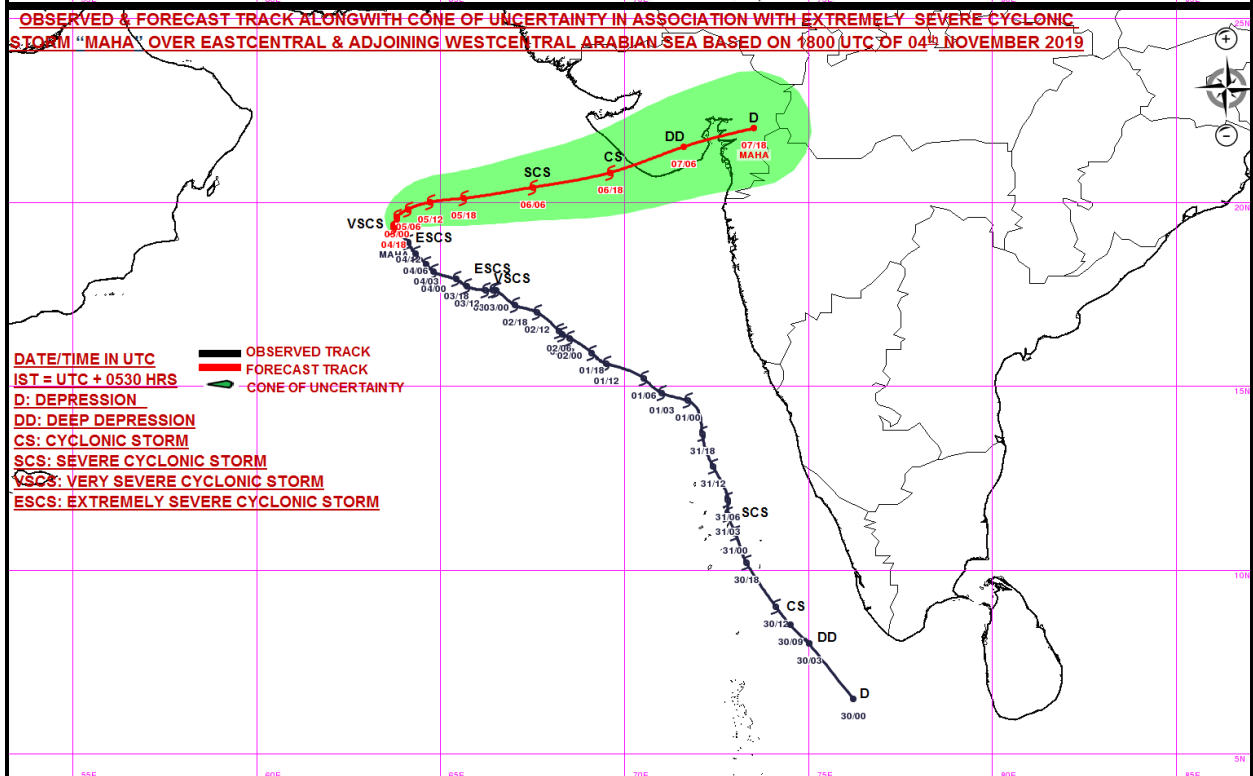 OBSERVED & FORECAST TRACK ALONGWITH CONE OF UNCERTAINTY IN ASSOCIATION WITH EXTREMELY SEVERE CYCLONIC
STORM “MAHA” OVER EASTCENTRAL & ADJOINING WESTCENTRAL ARABIAN SEA BASED ON 1800 UTC OF 04th NOVEMBER 2019
25N
D
07/18
MAHA
DD
07/06
CS
06/18
SCS
06/06
05/18
05/12
05/06
VSCS
04/18
MAHA
20N
ESCS
04/12
04/06
04/03
04/00
ESCS
VSCS
03/18
03/12
03/00
02/18
02/12
02/06
02/00
01/18
01/12
01/06
01/03
01/00
15N
DATE/TIME IN UTC
IST = UTC + 0530 HRS
D: DEPRESSION
DD: DEEP DEPRESSION
CS: CYCLONIC STORM
SCS: SEVERE CYCLONIC STORM
VSCS: VERY SEVERE CYCLONIC STORM
ESCS: EXTREMELY SEVERE CYCLONIC STORM
OBSERVED TRACK
FORECAST TRACK
CONE OF UNCERTAINTY
31/18
31/12
31/06
SCS
31/03
31/00
30/18
10N
CS
30/12
30/09
DD
30/03
D
30/00
5N
55E
60E
65E
70E
75E
80E
85E